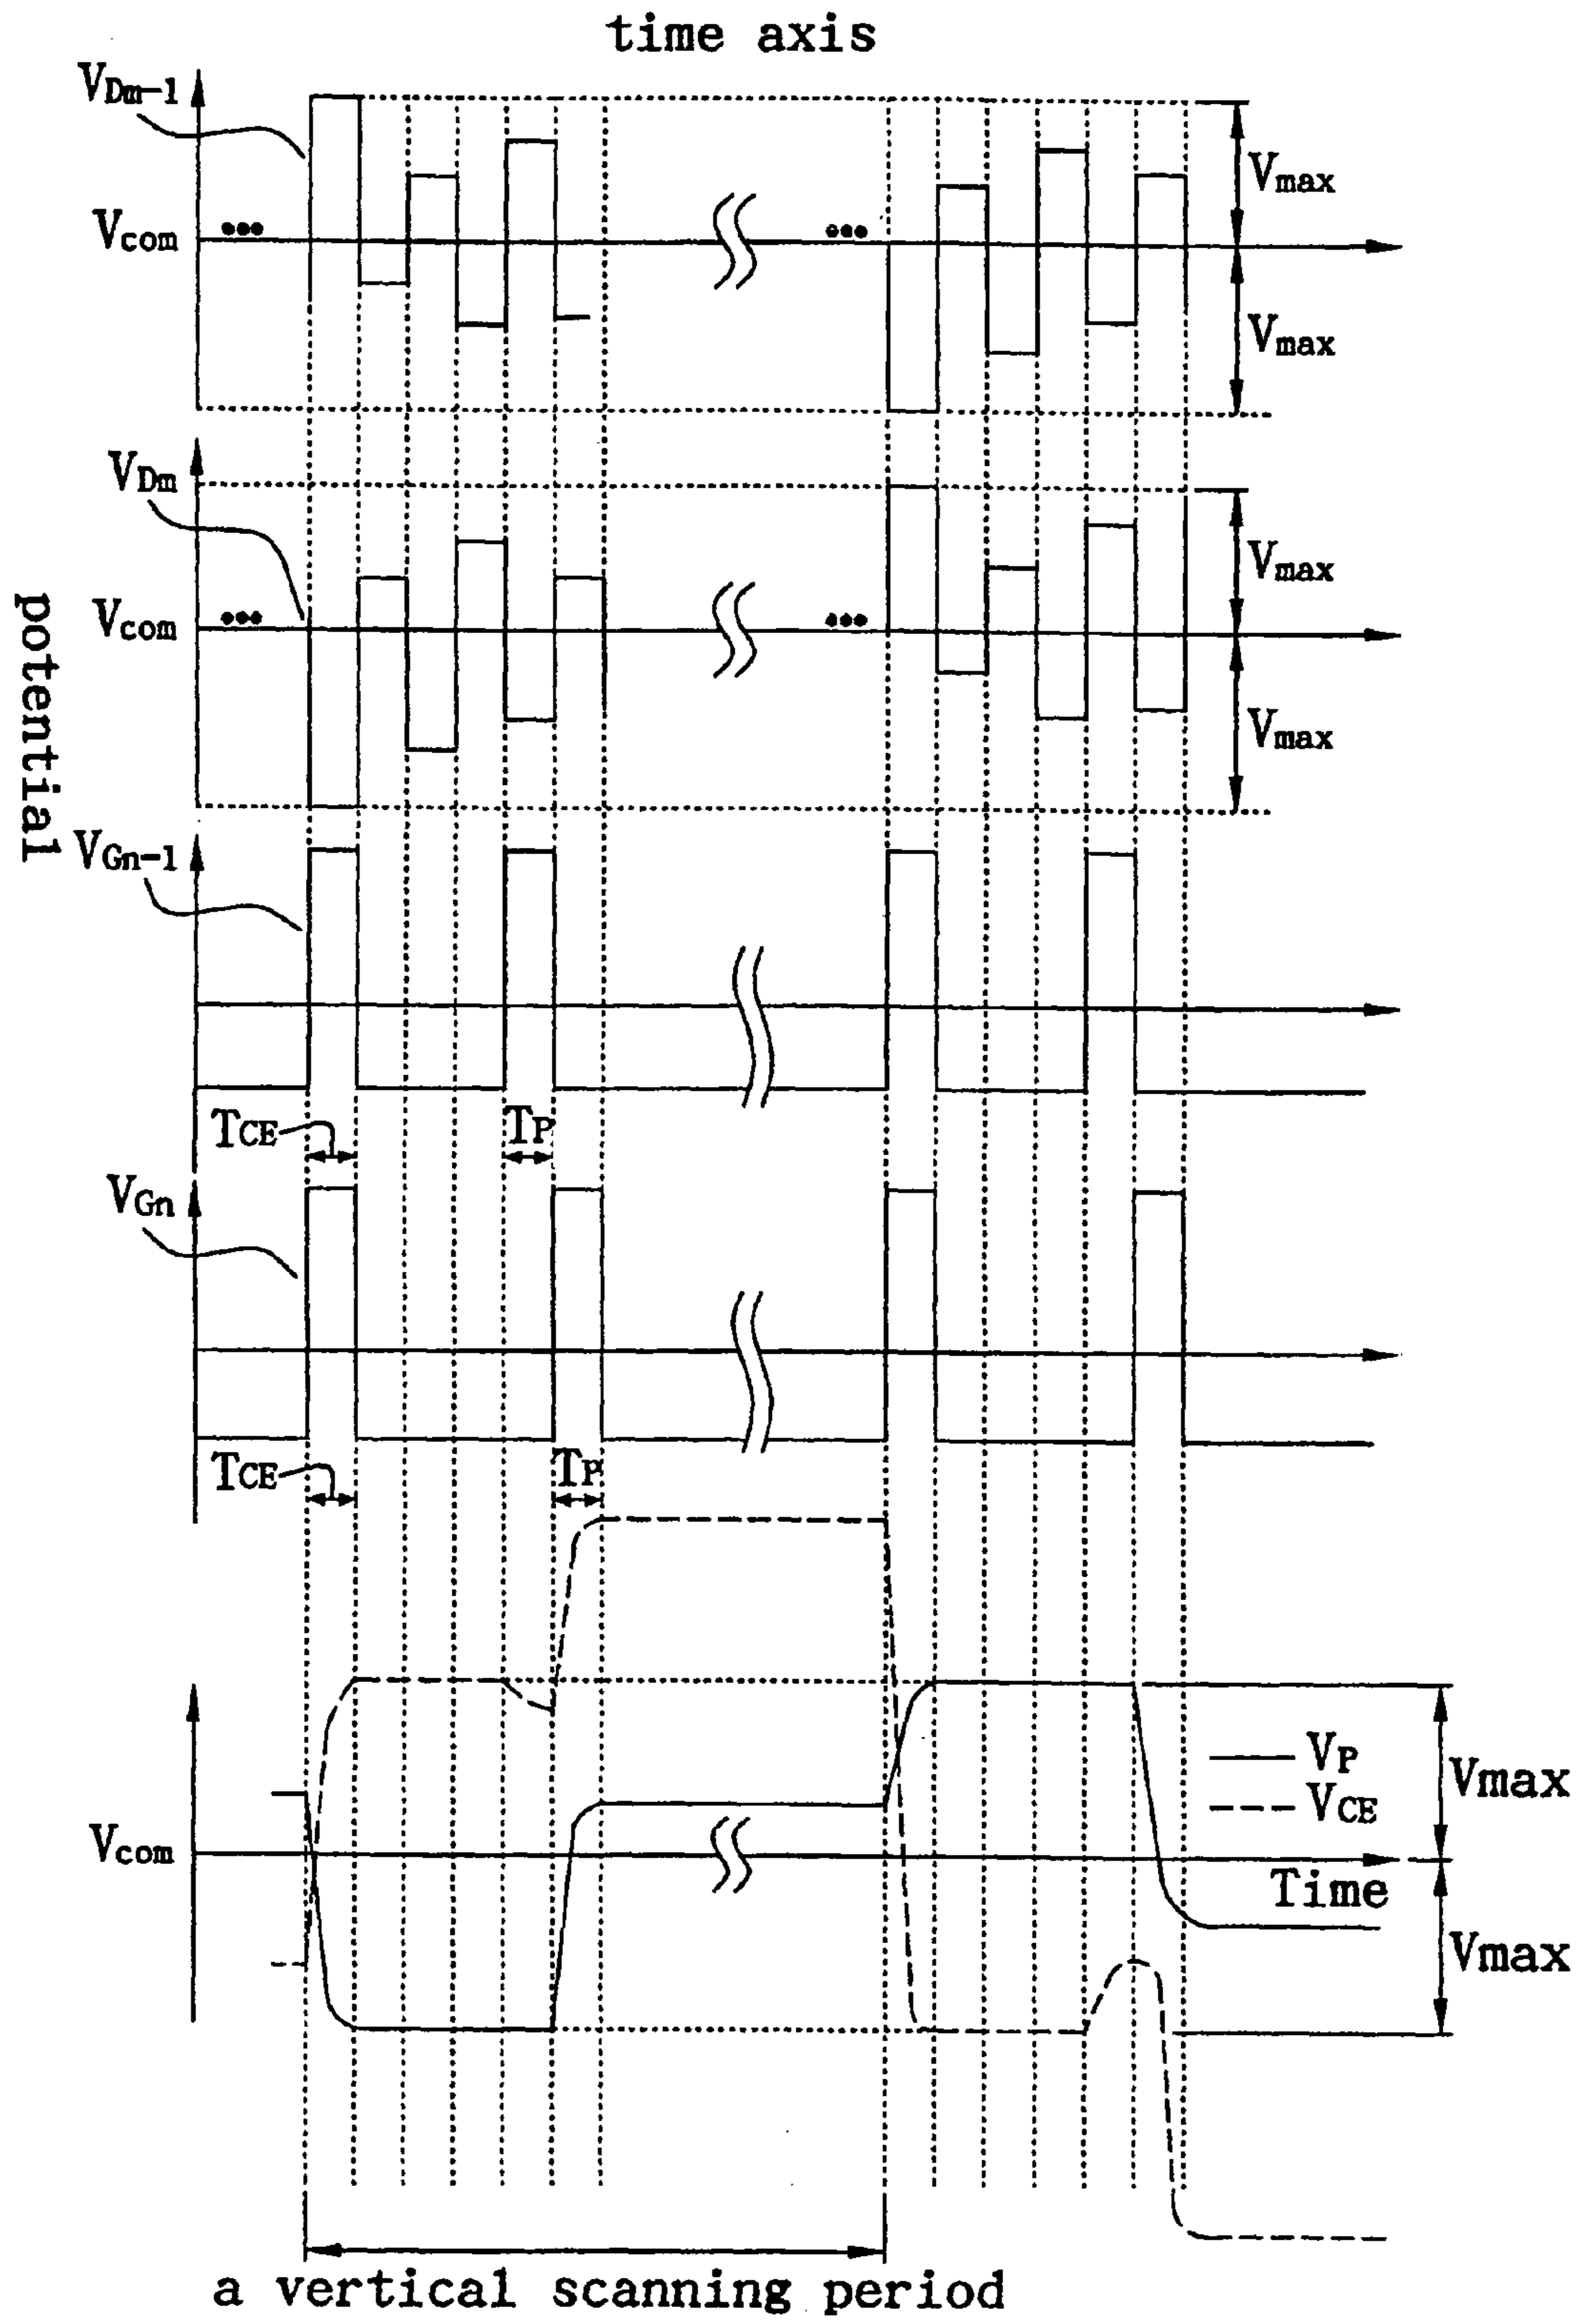 time axis
VDm-1
Vmax
Vcom
•••
•••
Vmax
VDm
Vmax
Vcom
•••
•••
Vmax
potential
VGn-1
TCE
TP
VGn
TCE
TP
VP
VCE
Vmax
Vcom
Time
Vmax
a vertical scanning period